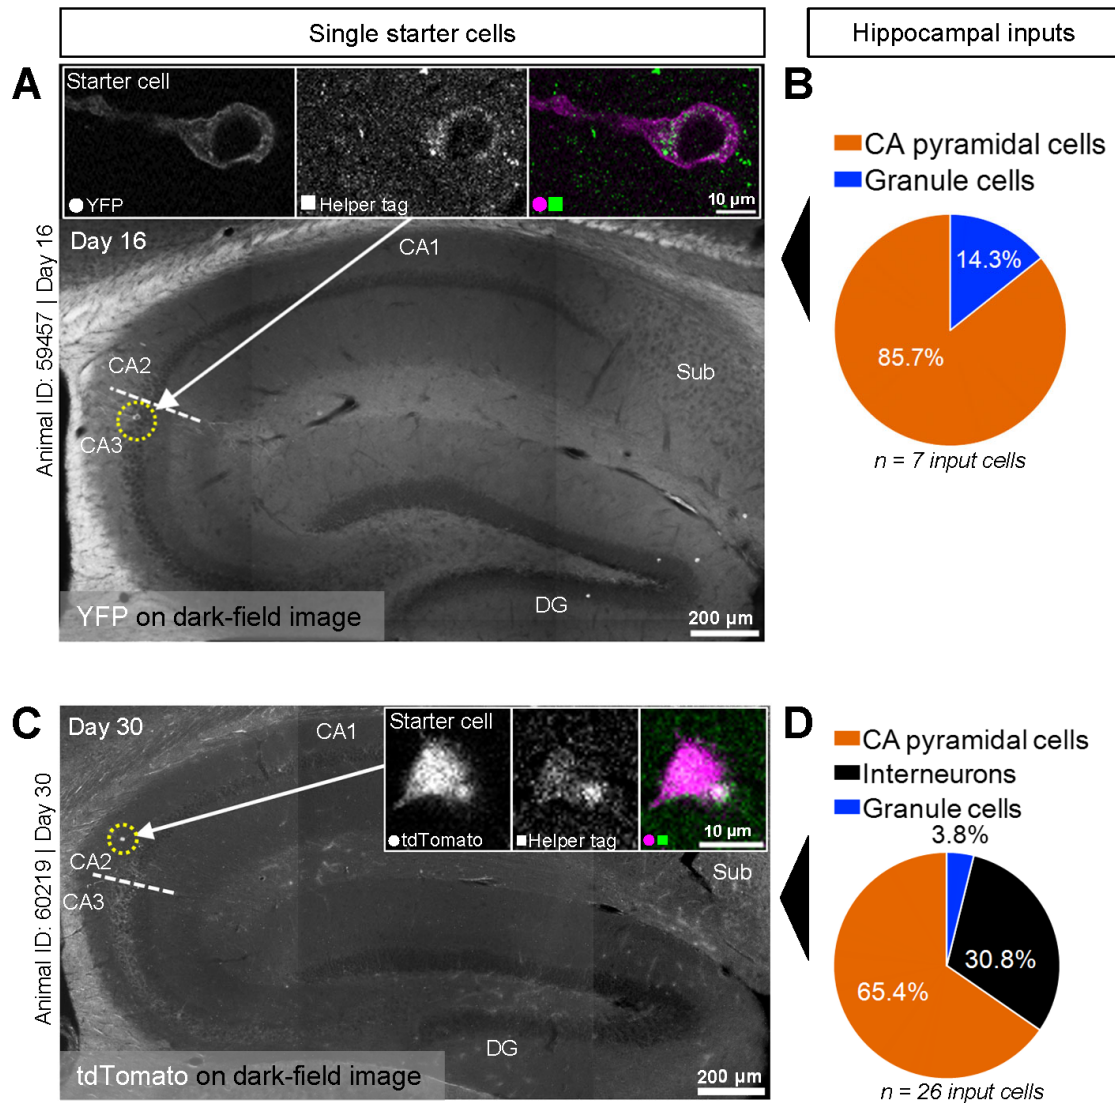 Single starter cells
Hippocampal inputs
A
Starter cell
YFP
Helper tag
10 µm
Day 16
CA1
CA2
CA3
Sub
DG
YFP on dark-field image
200 µm
Animal ID: 59457 | Day 16
B
CA pyramidal cells
Granule cells
14.3%
85.7%
n = 7 input cells
C
Day 30
CA1
Starter cell
tdTomato
Helper tag
10 µm
CA2
CA3
Sub
DG
tdTomato on dark-field image
200 µm
Animal ID: 60219 | Day 30
D
CA pyramidal cells
Interneurons
Granule cells
3.8%
30.8%
65.4%
n = 26 input cells